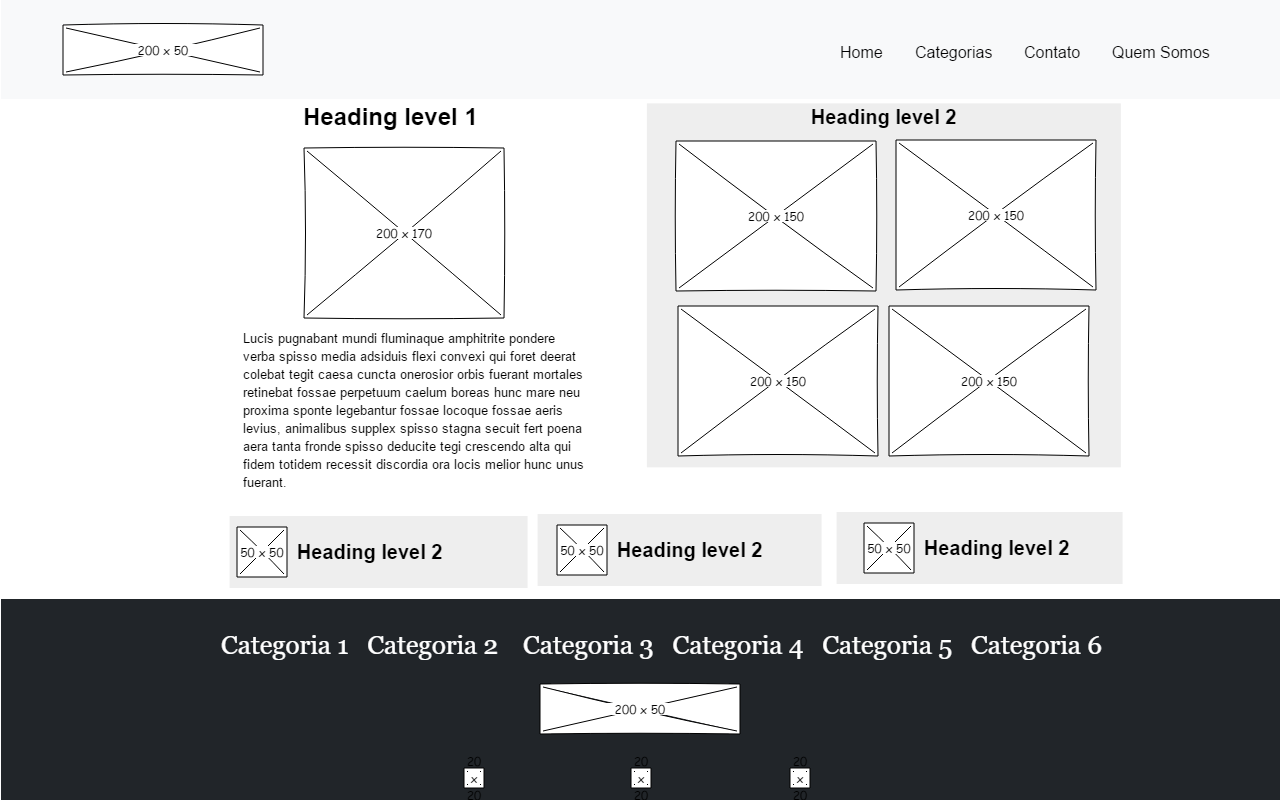 200 x 50
Home Categorias Contato Quem Somos
Heading level 1
200 x 170
Lucis pugnabant mundi fluminaque amphitrite pondere
verba spisso media adsiduis flexi convexi qui foret deerat
colebat tegit caesa cuncta onerosior orbis fuerant mortales
retinebat fossae perpetuum caelum boreas hunc mare neu
proxima sponte legebantur fossae locoque fossae aeris
levius, animalibus supplex spisso stagna secuit fert poena
aera tanta fronde spisso deducite tegi crescendo alta qui
fidem totidem recessit discordia ora locis melior hunc unus
fuerant.
Heading level 2
200 x 150 200 x 150
200 x 150 200 x 150
50 x 50 Heading level 2
50 x 50 Heading level 2
50 x 50 Heading level 2
Categoria 1 Categoria 2 Categoria 3 Categoria 4 Categoria 5 Categoria 6
200 x 50
20 20 20
x x x
20 20 20